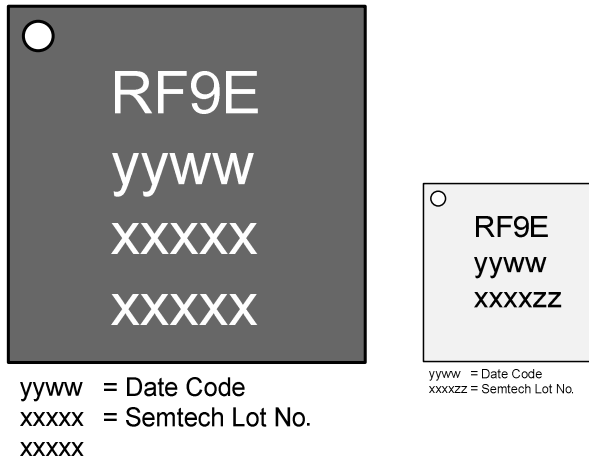 RF9E
yyww
xxxxx
xxxxx
yyww = Date Code
xxxxx = Semtech Lot No.
xxxxx
RF9E
yyww
xxxxzz
yyww = Date Code
xxxxzz = Semtech Lot No.